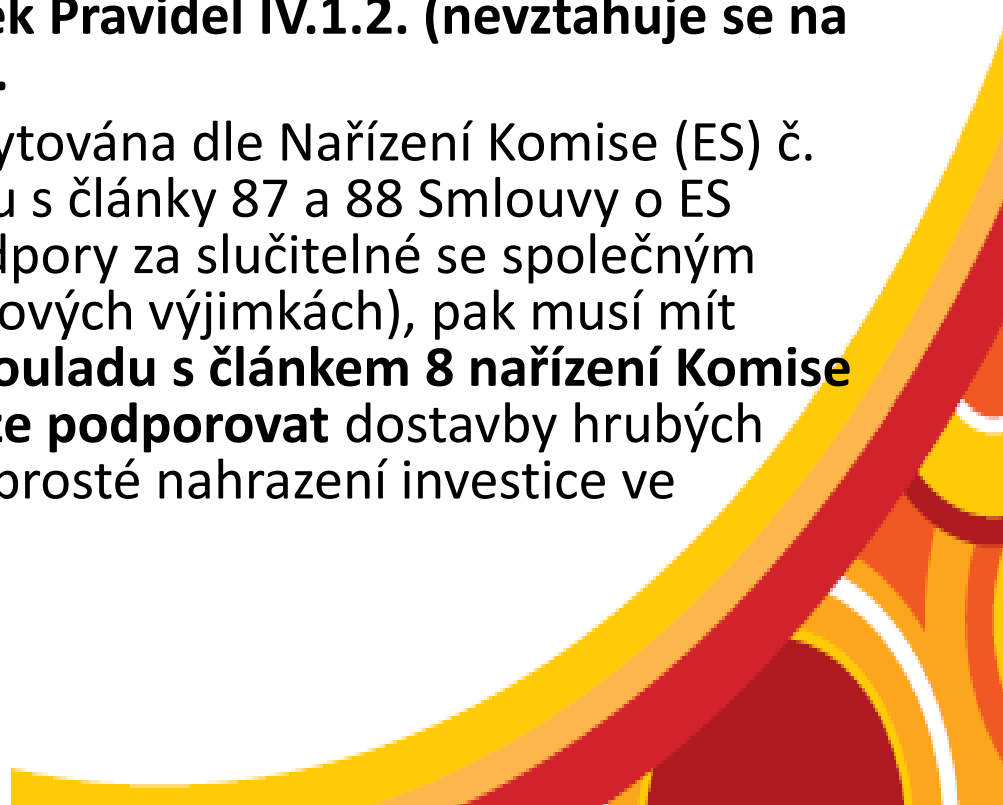 ek Pravidel IV.1.2. (nevztahuje se na
.
ytována dle Nařízení Komise (ES) č.
u s články 87 a 88 Smlouvy o ES
dpory za slučitelné se společným
ových výjimkách), pak musí mít
ouladu s článkem 8 nařízení Komise
ze podporovat dostavby hrubých
prosté nahrazení investice ve